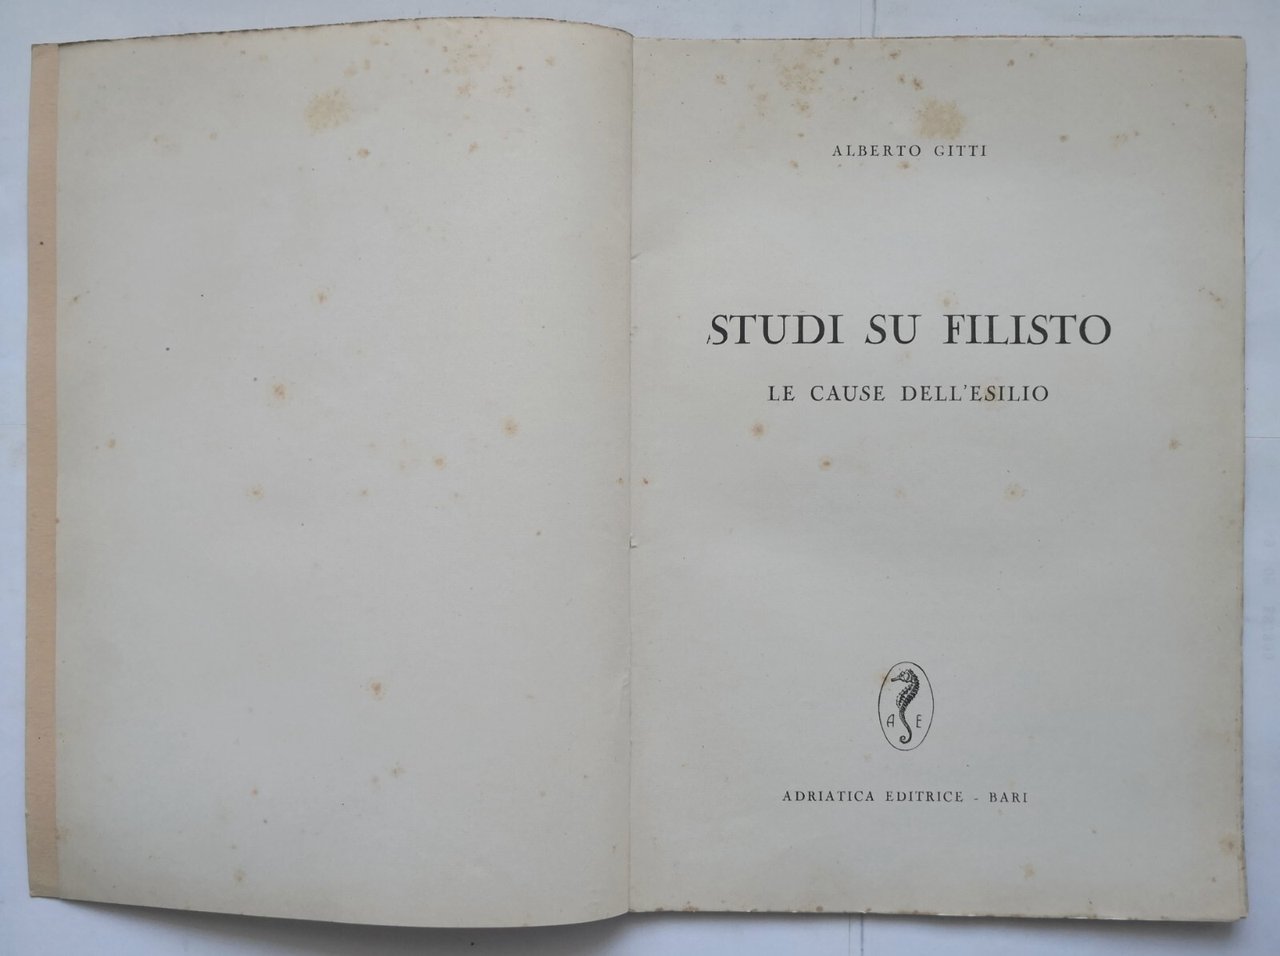 ALBERTO GITTI
STUDI SU FILISTO
LE CAUSE DELL'ESILIO
A E
ADRIATICA EDITRICE - BARI